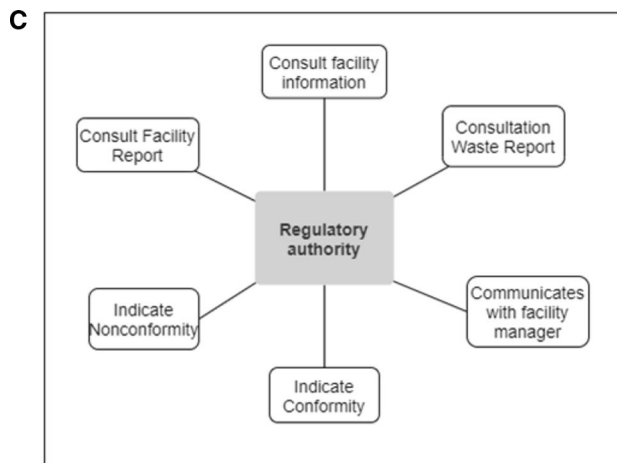 C
Consult facility
information
Consult Facility
Report
Consultation
Waste Report
Regulatory
authority
Indicate
Nonconformity
Communicates
with facility
manager
Indicate
Conformity